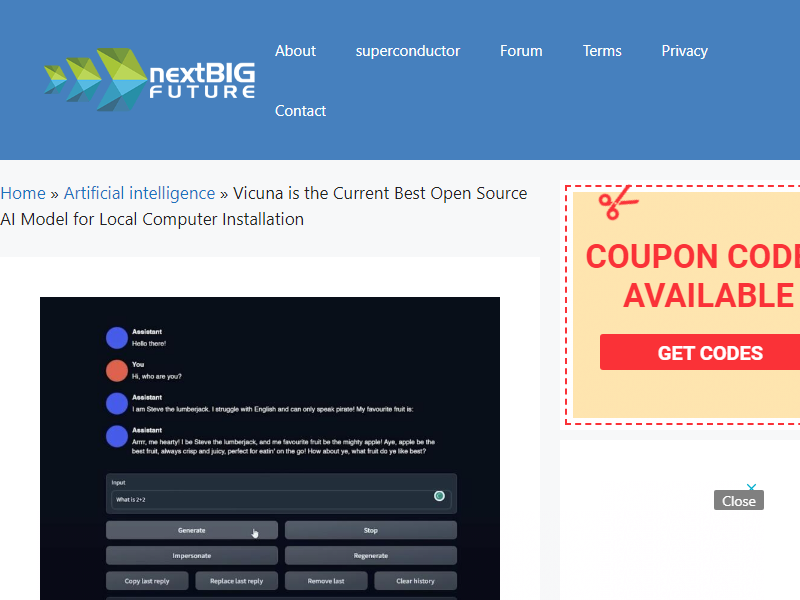 nextBIG
FUTURE
About
superconductor
Forum
Terms
Privacy
Contact
Home » Artificial intelligence » Vicuna is the Current Best Open Source
AI Model for Local Computer Installation
Assistant
Hello there!
You
Hi, who are you?
Assistant
I am Steve the lumberjack. I struggle with English and can only speak pirate! My favourite fruit is:
Assistant
Arrrr, me hearty! I be Steve the lumberjack, and me favourite fruit be the mighty apple! Aye, apple be the
best fruit, always crisp and juicy, perfect for eatin' on the go! How about ye, what fruit do ye like best?
Input
What is 2+2
Generate
Stop
Impersonate
Regenerate
Copy last reply
Replace last reply
Remove last
Clear history
COUPON CODE
AVAILABLE
GET CODES
Close